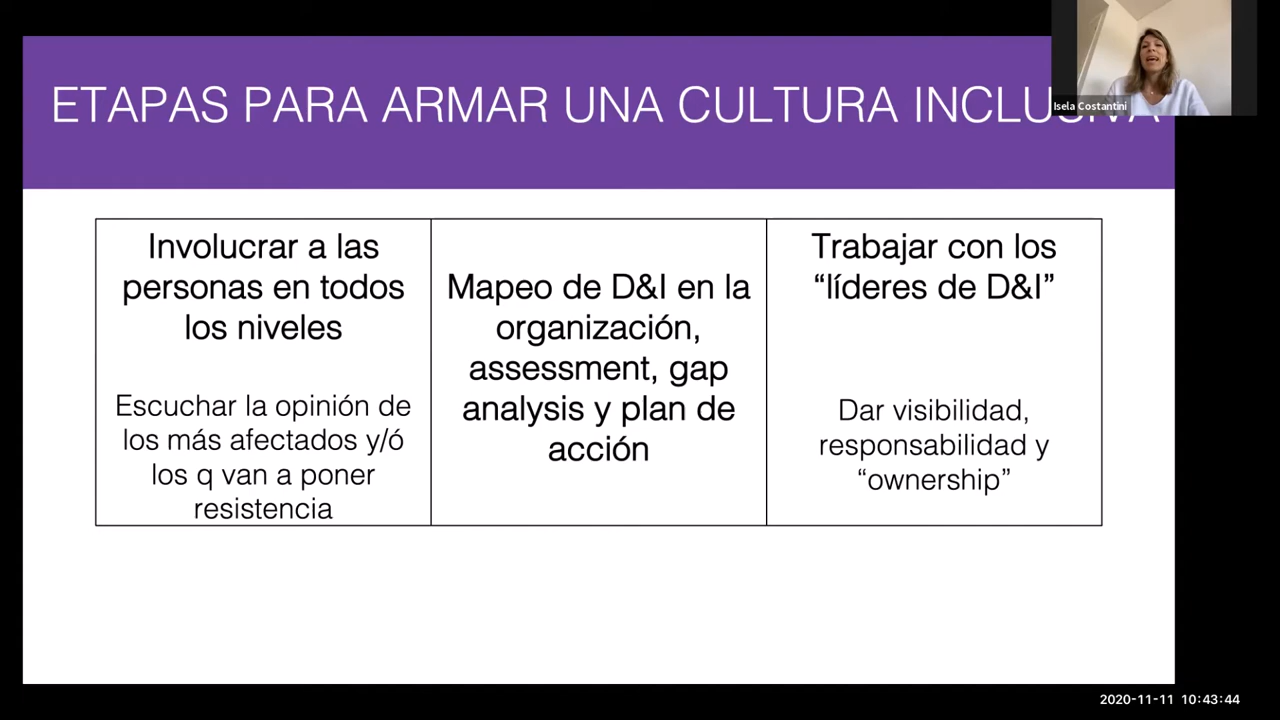 ETAPAS PARA ARMAR UNA CULTURA INCLUSIVA
Isela Costantini
Involucrar a las
personas en todos
los niveles
Escuchar la opinión de
los más afectados y/ó
los q van a poner
resistencia
Mapeo de D&I en la
organización,
assessment, gap
analysis y plan de
acción
Trabajar con los
“líderes de D&I”
Dar visibilidad,
responsabilidad y
“ownership”
2020-11-11 10:43:44